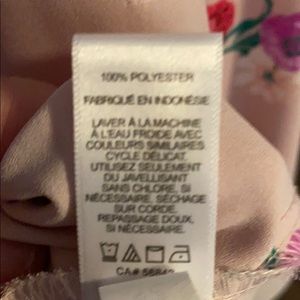 100% POLYESTER
FABRIQUÉ EN INDONÉSIE
LAVER À LA MACHINE
À L'EAU FROIDE AVEC
COULEURS SIMILAIRES
CYCLE DÉLICAT.
UTILISEZ SEULEMENT
DU JAVELLISANT
SANS CHLORE, SI
NÉCESSAIRE. SÉCHAGE
SUR CORDE.
REPASSAGE DOUX,
SI NÉCESSAIRE.
CA#